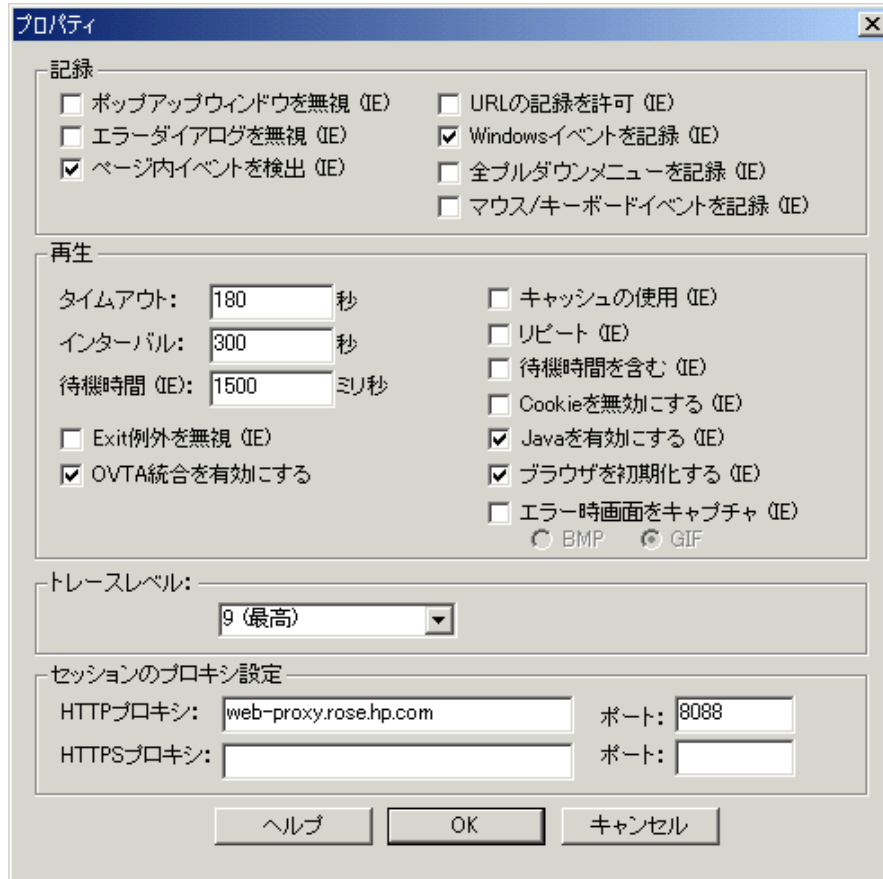 プロパティ
記録
ポップアップウィンドウを無視 (IE)
URLの記録を許可 (IE)
エラーダイアログを無視 (IE)
Windowsイベントを記録 (IE)
ページ内イベントを検出 (IE)
全プルダウンメニューを記録 (IE)
マウス/キーボードイベントを記録 (IE)
再生
タイムアウト: 180 秒
キャッシュの使用 (IE)
インターバル: 300 秒
リピート (IE)
待機時間 (IE): 1500 ミリ秒
待機時間を含む (IE)
Cookieを無効にする (IE)
Exit例外を無視 (IE)
Javaを有効にする (IE)
OVTA統合を有効にする
ブラウザを初期化する (IE)
エラー時画面をキャプチャ (IE)
BMP GIF
トレースレベル:
9 (最高)
セッションのプロキシ設定
HTTPプロキシ: web-proxy.rose.hp.com ポート: 8088
HTTPSプロキシ: ポート:
ヘルプ OK キャンセル